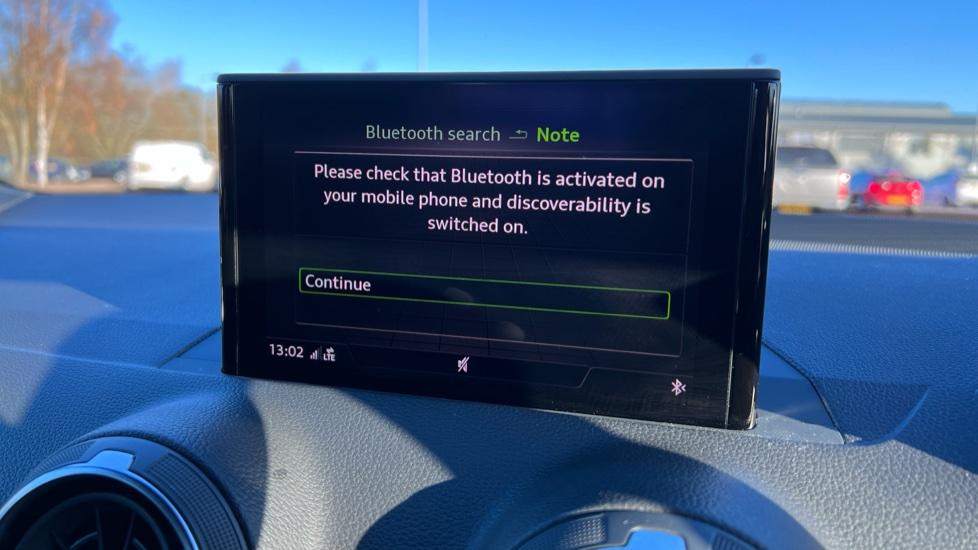 Bluetooth search Note
Please check that Bluetooth is activated on
your mobile phone and discoverability is
switched on.
Continue
13:02 LTE